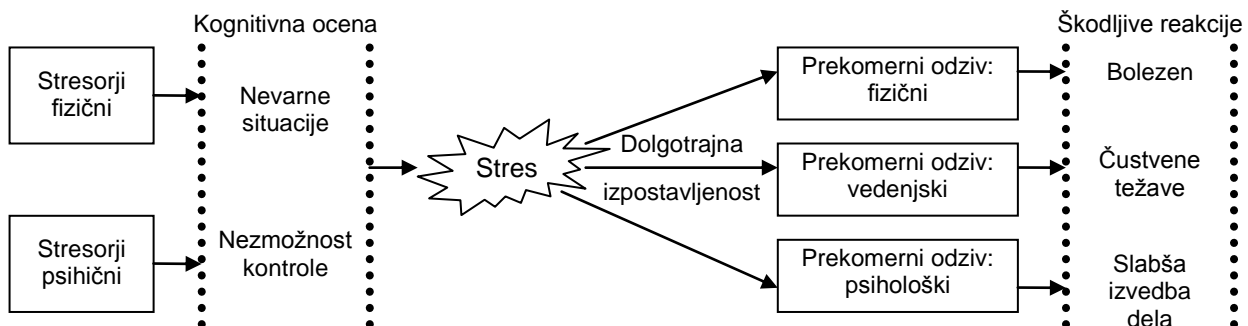 Kognitivna ocena
Škodljive reakcije
Stresorji
fizični
Nevarne
situacije
Stresorji
psihični
Nezmožnost
kontrole
Stres
Dolgotrajna
izpostavljenost
Prekomerni odziv:
fizični
Prekomerni odziv:
vedenjski
Prekomerni odziv:
psihološki
Bolezen
Čustvene
težave
Slabša
izvedba
dela